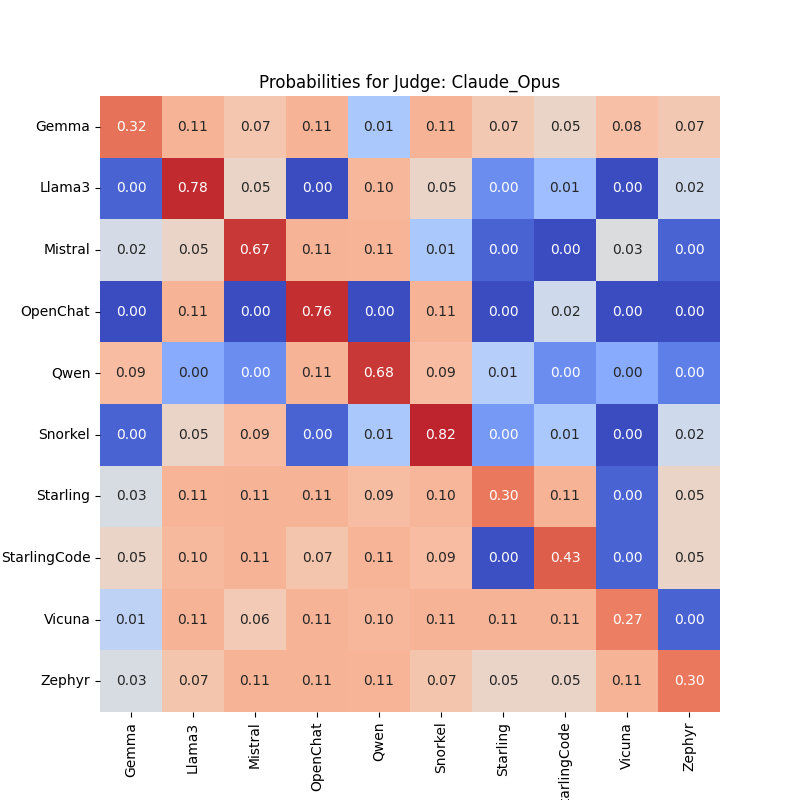 Probabilities for Judge: Claude_Opus
Gemma 0.32 0.11 0.07 0.11 0.01 0.11 0.07 0.05 0.08 0.07
Llama3 0.00 0.78 0.05 0.00 0.10 0.05 0.00 0.01 0.00 0.02
Mistral 0.02 0.05 0.67 0.11 0.11 0.01 0.00 0.00 0.03 0.00
OpenChat 0.00 0.11 0.00 0.76 0.00 0.11 0.00 0.02 0.00 0.00
Qwen 0.09 0.00 0.00 0.11 0.68 0.09 0.01 0.00 0.00 0.00
Snorkel 0.00 0.05 0.09 0.00 0.01 0.82 0.00 0.01 0.00 0.02
Starling 0.03 0.11 0.11 0.11 0.09 0.10 0.30 0.11 0.00 0.05
StarlingCode 0.05 0.10 0.11 0.07 0.11 0.09 0.00 0.43 0.00 0.05
Vicuna 0.01 0.11 0.06 0.11 0.10 0.11 0.11 0.11 0.27 0.00
Zephyr 0.03 0.07 0.11 0.11 0.11 0.07 0.05 0.05 0.11 0.30
Gemma Llama3 Mistral OpenChat Qwen Snorkel Starling arlingCode Vicuna Zephyr